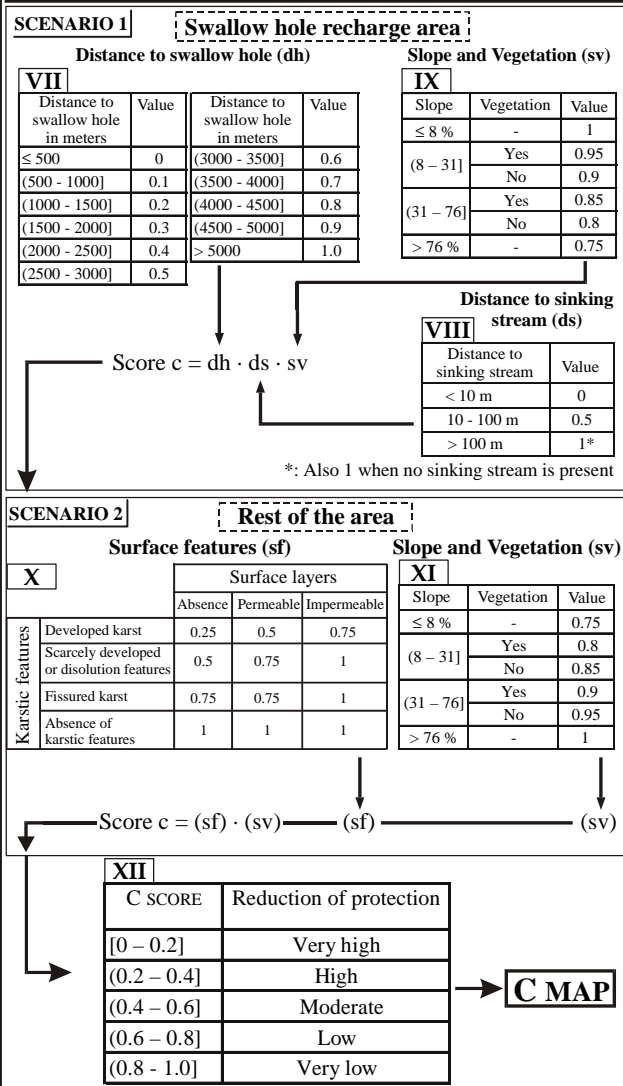 SCENARIO 1
Swallow hole recharge area
Distance to swallow hole (dh)
VII
Distance to swallow hole in meters Value Distance to swallow hole in meters Value
≤ 500 0 (3000 - 3500] 0.6
(500 - 1000] 0.1 (3500 - 4000] 0.7
(1000 - 1500] 0.2 (4000 - 4500] 0.8
(1500 - 2000] 0.3 (4500 - 5000] 0.9
(2000 - 2500] 0.4 > 5000 1.0
(2500 - 3000] 0.5
Slope and Vegetation (sv)
IX
Slope Vegetation Value
≤ 8 % - 1
(8 – 31] Yes 0.95
No 0.9
(31 – 76] Yes 0.85
No 0.8
> 76 % - 0.75
Distance to sinking
stream (ds)
VIII
Distance to
sinking stream Value
< 10 m 0
10 - 100 m 0.5
> 100 m 1*
*: Also 1 when no sinking stream is present
Score c = dh · ds · sv
SCENARIO 2
Rest of the area
Surface features (sf)
X
Surface layers
Absence Permeable Impermeable
Karstic features
Developed karst 0.25 0.5 0.75
Scarcely developed
or disolution features 0.5 0.75 1
Fissured karst 0.75 0.75 1
Absence of
karstic features 1 1 1
Slope and Vegetation (sv)
XI
Slope Vegetation Value
≤ 8 % - 0.75
(8 – 31] Yes 0.8
No 0.85
(31 – 76] Yes 0.9
No 0.95
> 76 % - 1
Score c = (sf) · (sv) (sf) (sv)
XII
C SCORE Reduction of protection
[0 – 0.2] Very high
(0.2 – 0.4] High
(0.4 – 0.6] Moderate
(0.6 – 0.8] Low
(0.8 - 1.0] Very low
C MAP